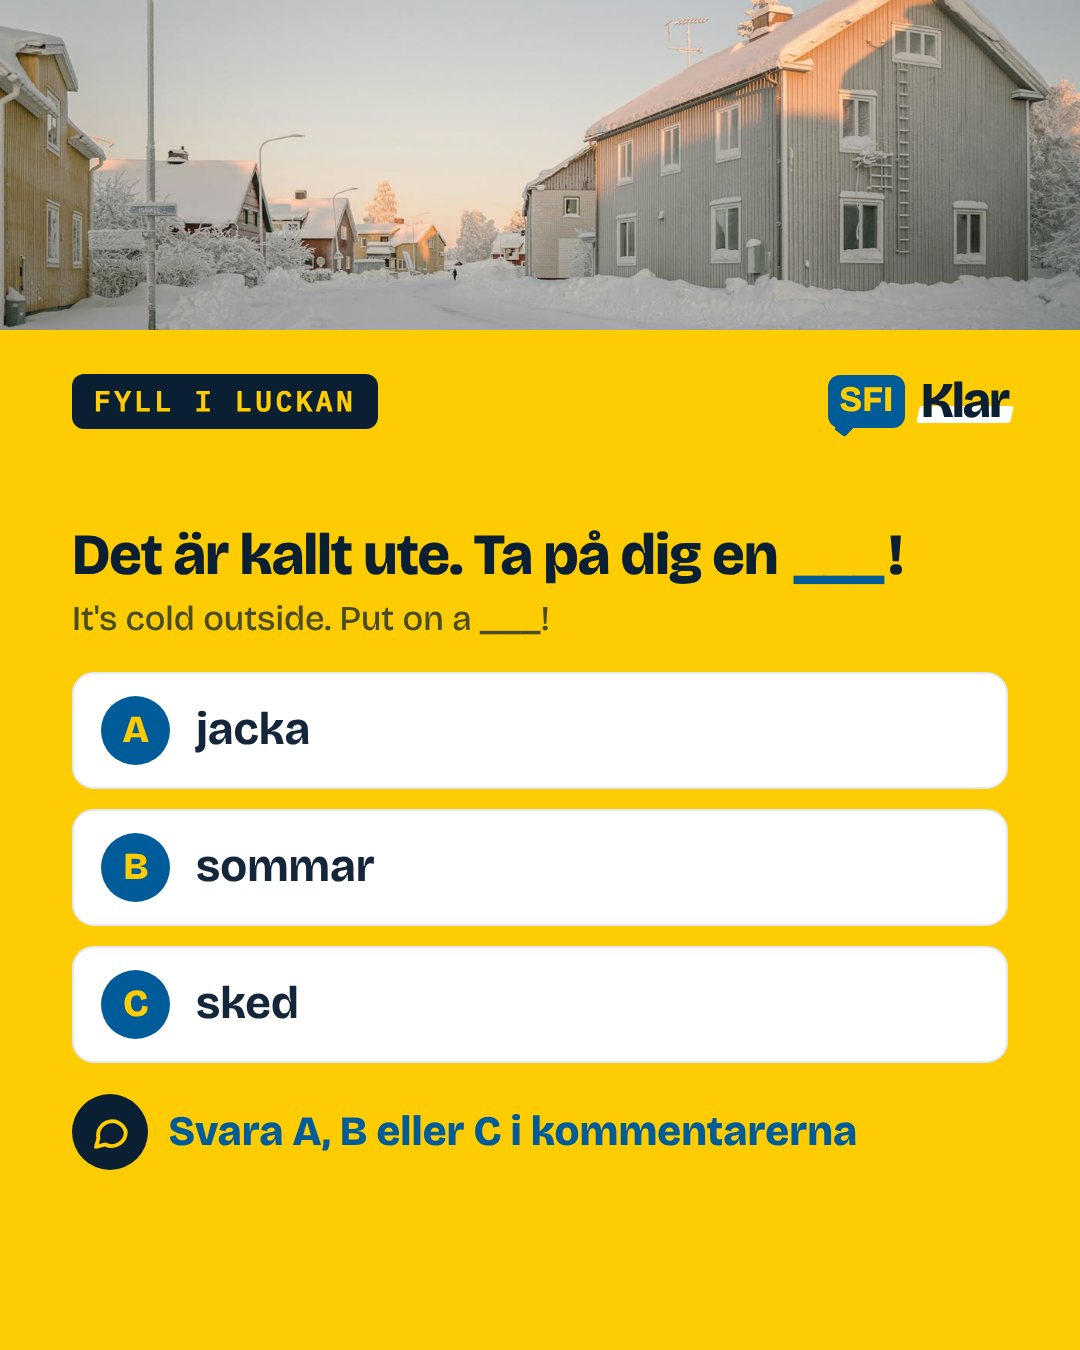 FYLL I LUCKAN
SFI Klar
Det är kallt ute. Ta på dig en ___!
It's cold outside. Put on a ___!
A jacka
B sommar
C sked
Svara A, B eller C i kommentarerna